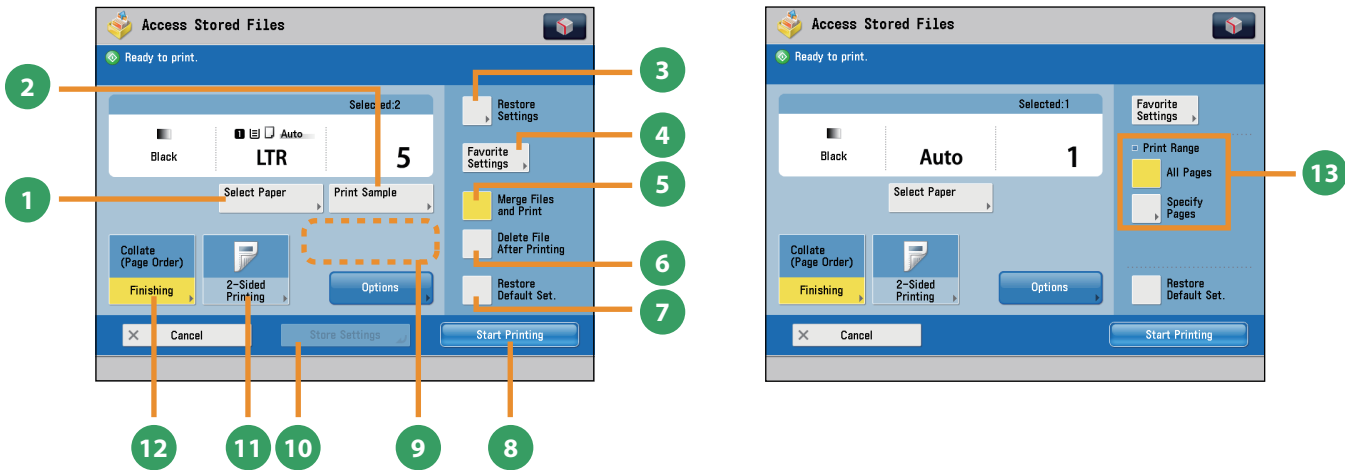 Access Stored Files
Ready to print.
Selected:2
1 Auto
Black
LTR
5
Select Paper
Print Sample
Collate
(Page Order)
Finishing
2-Sided
Printing
Options
Restore
Settings
Favorite
Settings
Merge Files
and Print
Delete File
After Printing
Restore
Default Set.
Cancel
Store Settings
Start Printing
1
2
3
4
5
6
7
8
9
10
11
12
Access Stored Files
Ready to print.
Selected:1
Black
Auto
1
Select Paper
Collate
(Page Order)
Finishing
2-Sided
Printing
Options
Favorite
Settings
Print Range
All Pages
Specify
Pages
Restore
Default Set.
Cancel
Start Printing
13